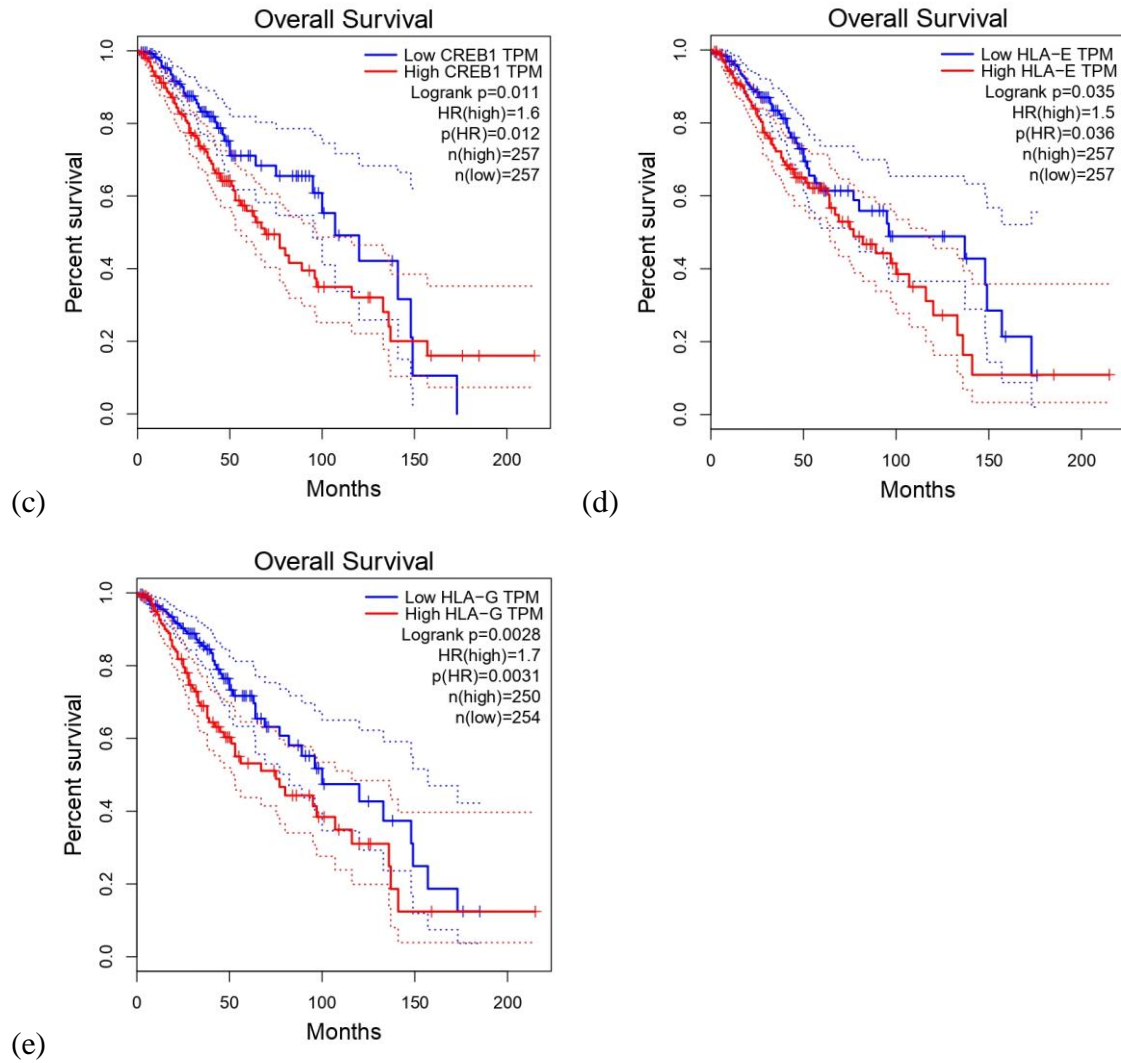 Overall Survival
Low CREB1 TPM
High CREB1 TPM
Logrank p=0.011
HR(high)=1.6
p(HR)=0.012
n(high)=257
n(low)=257
Percent survival
1.0
0.8
0.6
0.4
0.2
0.0
0 50 100 150 200
Months
(c)
Overall Survival
Low HLA−E TPM
High HLA−E TPM
Logrank p=0.035
HR(high)=1.5
p(HR)=0.036
n(high)=257
n(low)=257
Percent survival
1.0
0.8
0.6
0.4
0.2
0.0
0 50 100 150 200
Months
(d)
Overall Survival
Low HLA−G TPM
High HLA−G TPM
Logrank p=0.0028
HR(high)=1.7
p(HR)=0.0031
n(high)=250
n(low)=254
Percent survival
1.0
0.8
0.6
0.4
0.2
0.0
0 50 100 150 200
Months
(e)